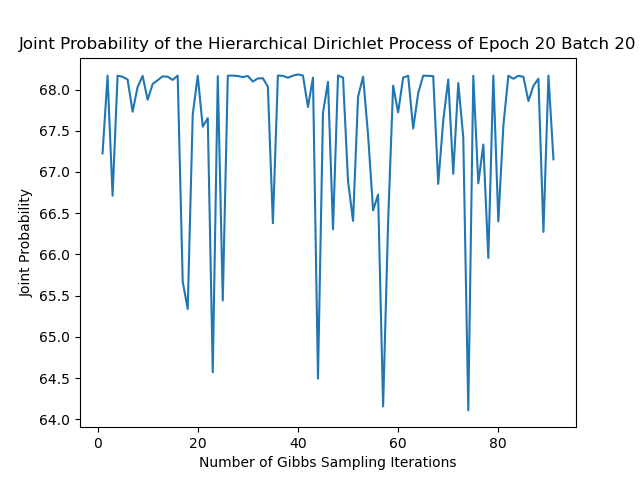 Joint Probability of the Hierarchical Dirichlet Process of Epoch 20 Batch 20
68.0
67.5
67.0
66.5
66.0
65.5
65.0
64.5
64.0
Joint Probability
0 20 40 60 80
Number of Gibbs Sampling Iterations